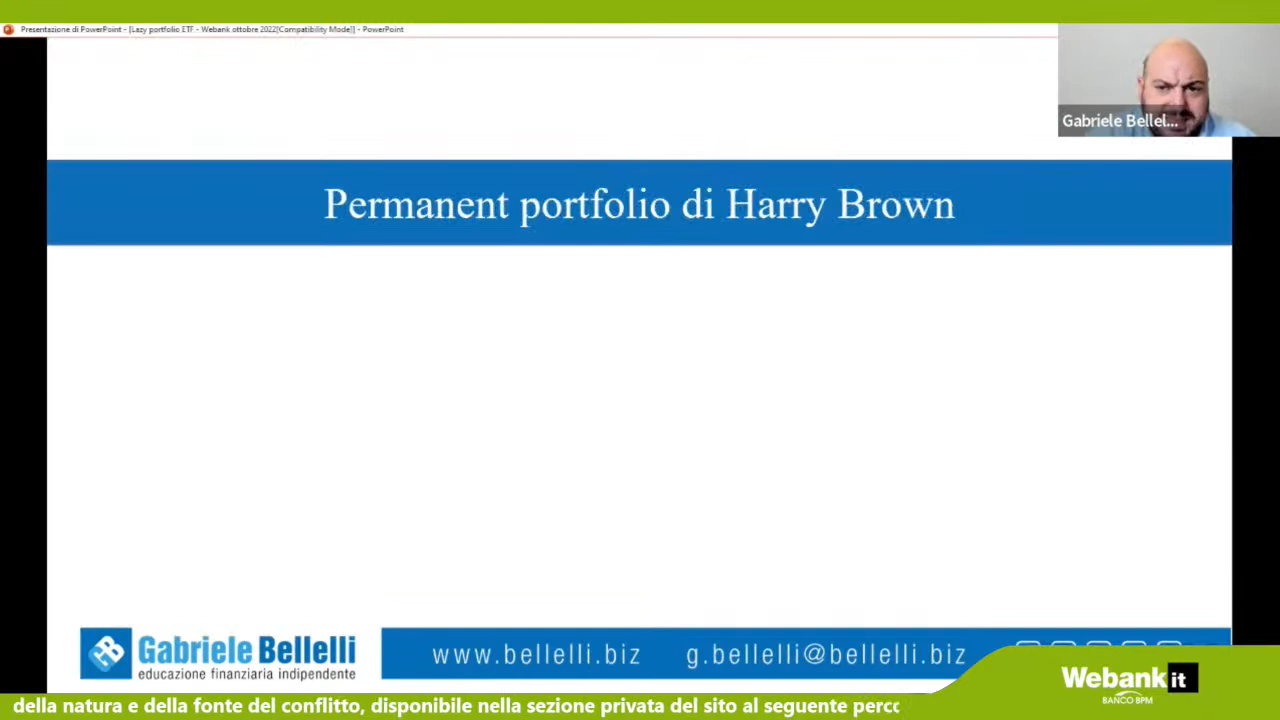 Presentazione di PowerPoint - [Lazy portfolio ETF - Webank ottobre 2022[Compatibility Mode]] - PowerPoint
Gabriele Bellel...
Permanent portfolio di Harry Brown
Gabriele Bellelli
educazione finanziaria indipendente
www.bellelli.biz g.bellelli@bellelli.biz
Webank it
BANCO BPM
della natura e della fonte del conflitto, disponibile nella sezione privata del sito al seguente perco